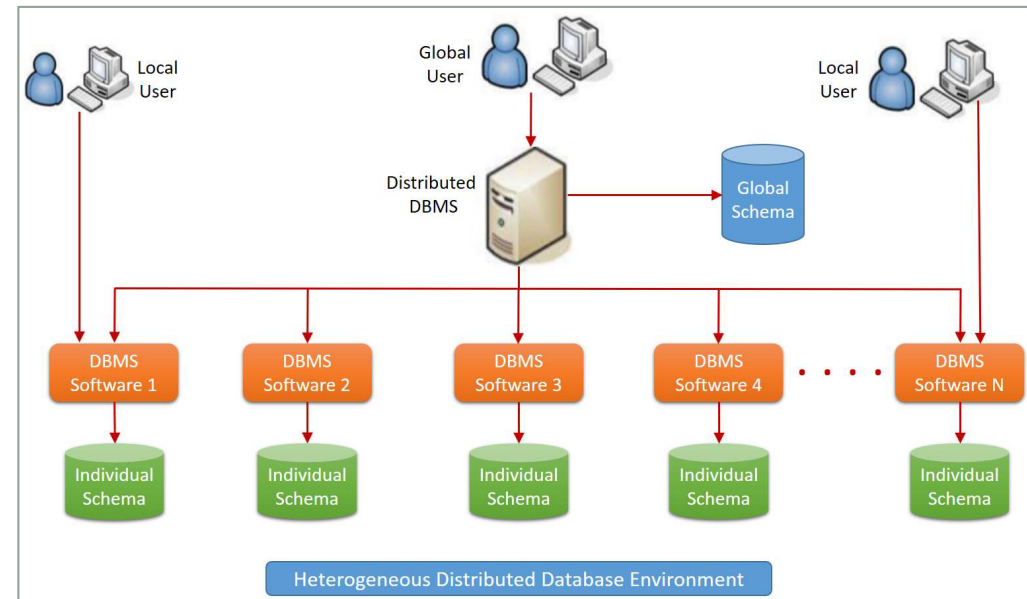 Local
User
Global
User
Local
User
Distributed
DBMS
Global
Schema
DBMS
Software 1
DBMS
Software 2
DBMS
Software 3
DBMS
Software 4
. . . .
DBMS
Software N
Individual
Schema
Individual
Schema
Individual
Schema
Individual
Schema
Individual
Schema
Heterogeneous Distributed Database Environment